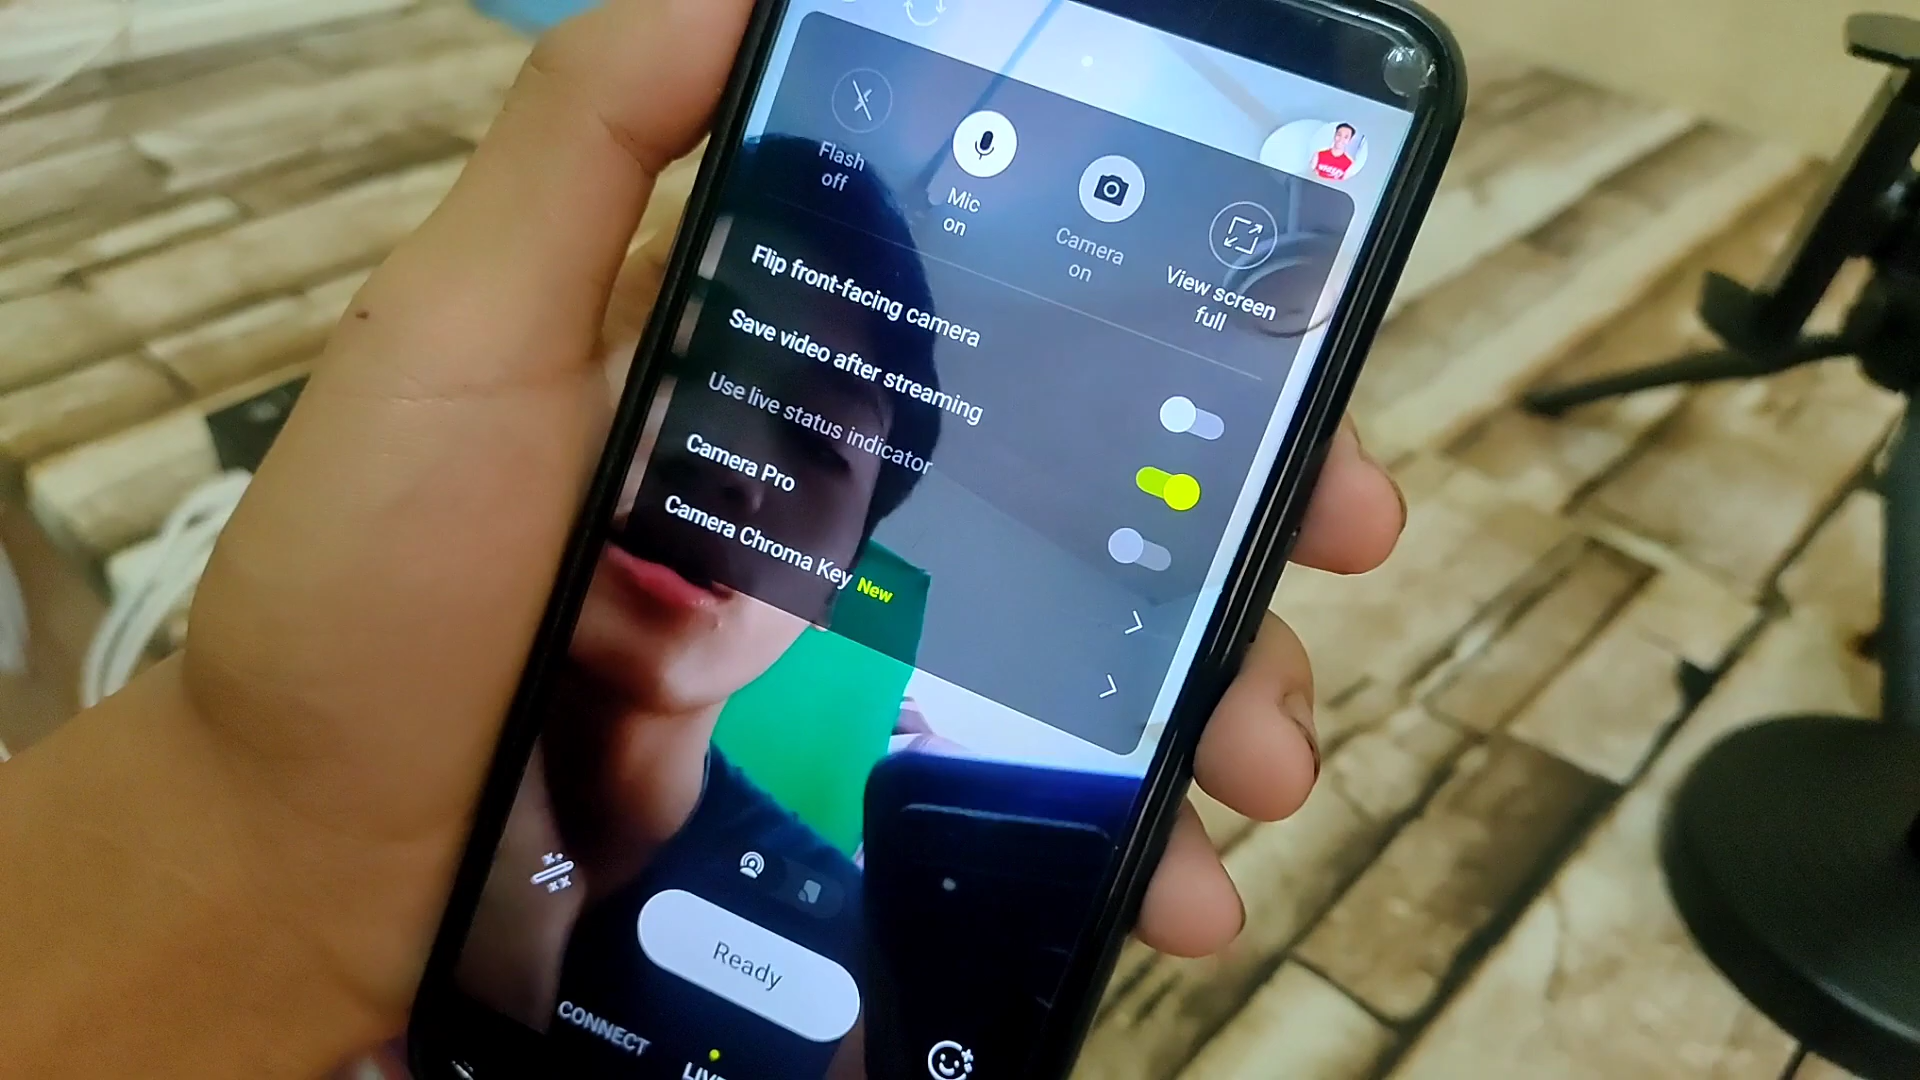 Flash
off
Mic
on
Camera
on
View screen
full
Flip front-facing camera
Save video after streaming
Use live status indicator
Camera Pro
Camera Chroma Key New
Ready
CONNECT
LIVE